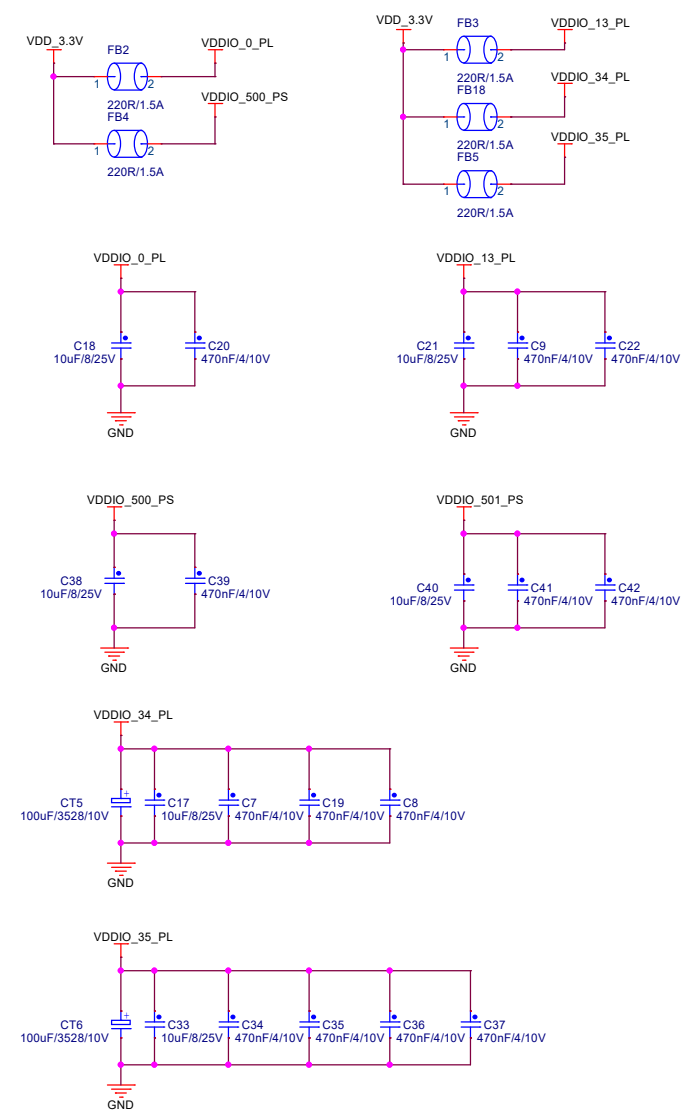 VDD_3.3V
FB2
VDDIO_0_PL
1
2
220R/1.5A
FB4
VDDIO_500_PS
1
2
220R/1.5A
VDD_3.3V
FB3
VDDIO_13_PL
1
2
220R/1.5A
FB18
VDDIO_34_PL
1
2
220R/1.5A
FB5
VDDIO_35_PL
1
2
220R/1.5A
VDDIO_0_PL
C18
10uF/8/25V
C20
470nF/4/10V
GND
VDDIO_13_PL
C21
10uF/8/25V
C9
470nF/4/10V
C22
470nF/4/10V
GND
VDDIO_500_PS
C38
10uF/8/25V
C39
470nF/4/10V
GND
VDDIO_501_PS
C40
10uF/8/25V
C41
470nF/4/10V
C42
470nF/4/10V
GND
VDDIO_34_PL
CT5
100uF/3528/10V
+
C17
10uF/8/25V
C7
470nF/4/10V
C19
470nF/4/10V
C8
470nF/4/10V
GND
VDDIO_35_PL
CT6
100uF/3528/10V
+
C33
10uF/8/25V
C34
470nF/4/10V
C35
470nF/4/10V
C36
470nF/4/10V
C37
470nF/4/10V
GND